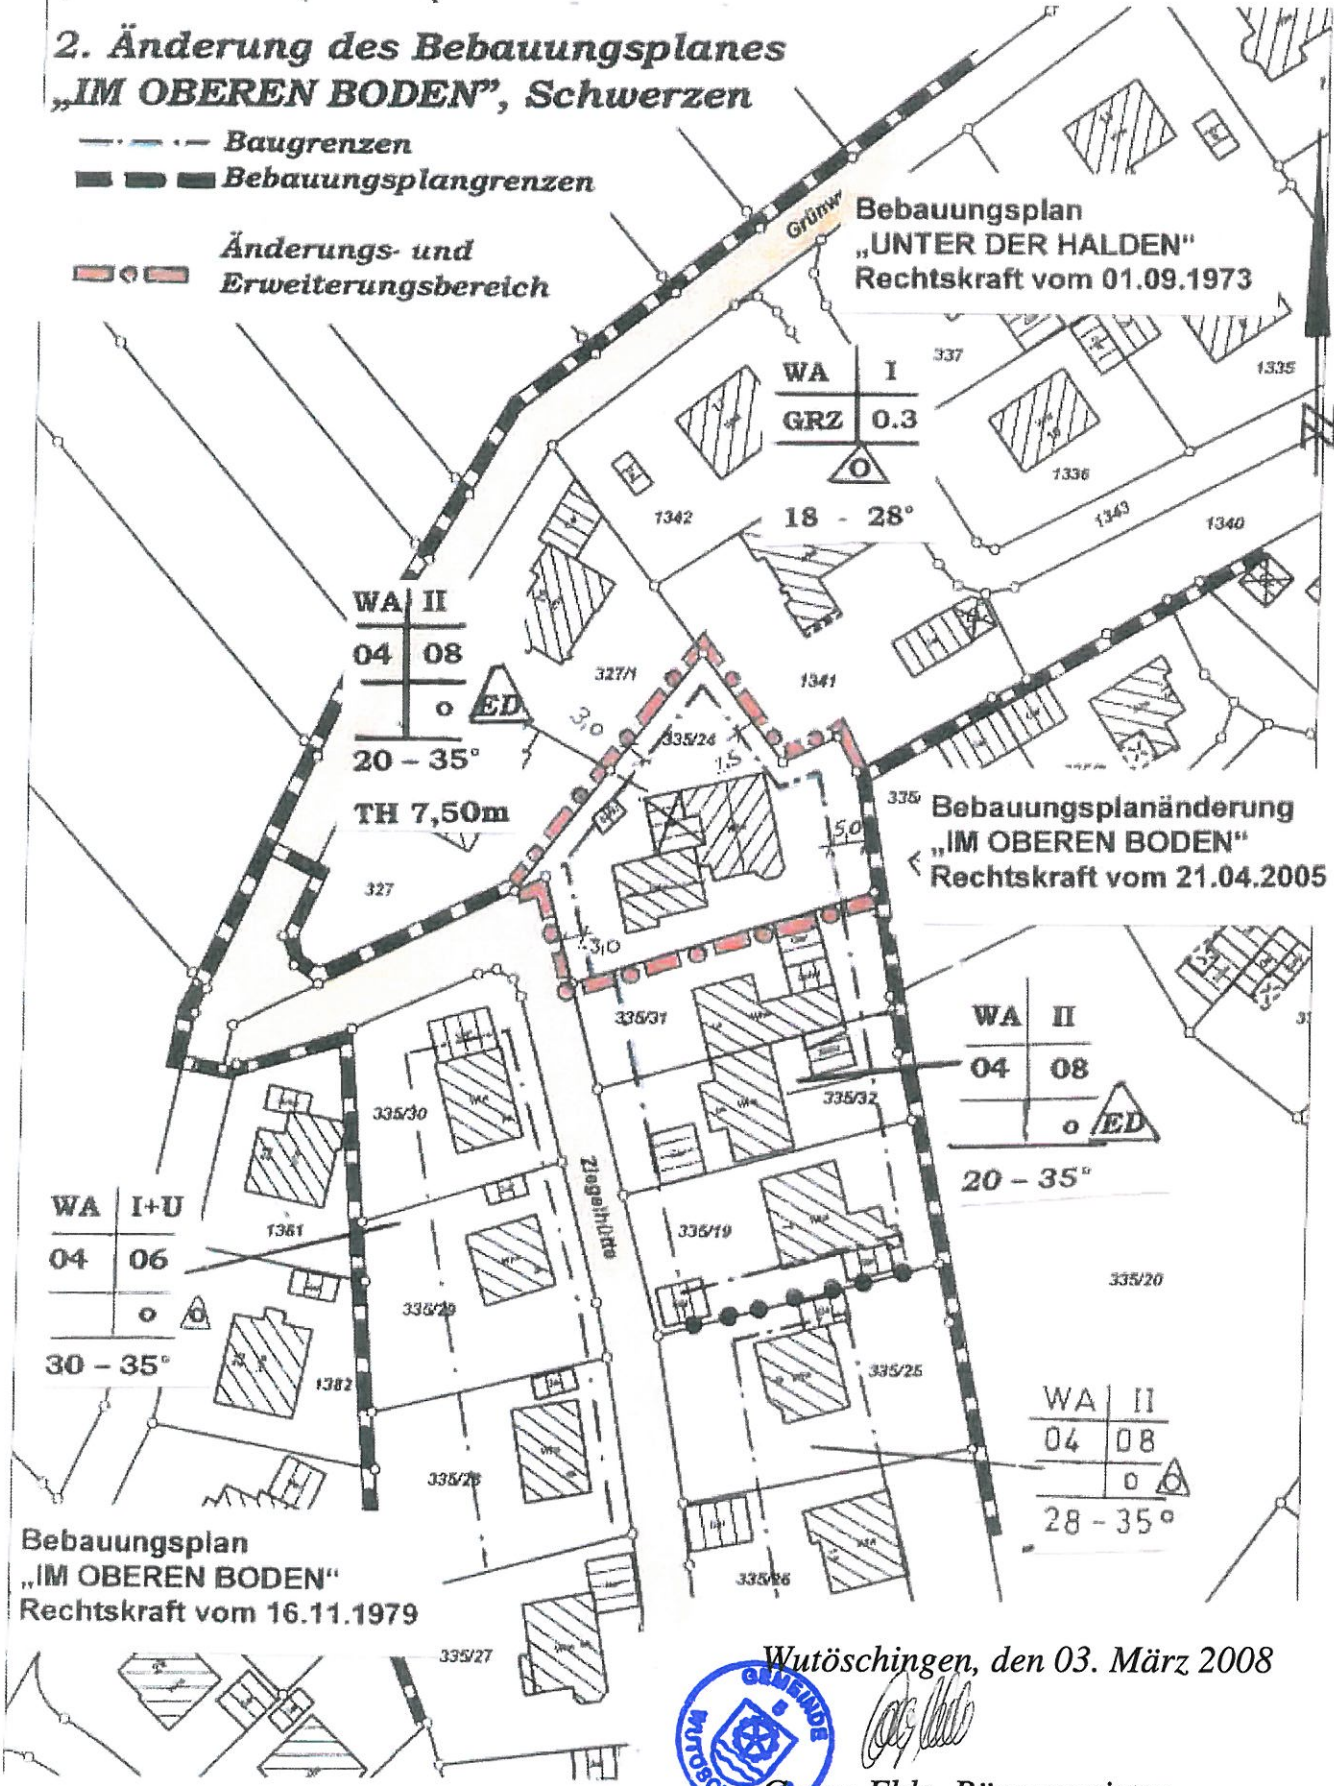 2. Änderung des Bebauungsplanes
„IM OBEREN BODEN”, Schwerzen
Baugrenzen
Bebauungsplangrenzen
Änderungs- und
Erweiterungsbereich
Grünw
Bebauungsplan
„UNTER DER HALDEN“
Rechtskraft vom 01.09.1973
337
1335
WA I
GRZ 0.3
O
18 - 28°
1336
1342
1343
1340
WA II
04 08
o ED
20 – 35°
TH 7,50m
327/1
1341
3,0
335/24
1,5
5,0
335/
Bebauungsplanänderung
„IM OBEREN BODEN“
Rechtskraft vom 21.04.2005
327
3,0
335/31
WA II
04 08
o ED
20 – 35°
335/30
335/32
Ziegelhütte
WA I+U
04 06
o o
30 – 35°
1381
335/19
335/20
335/29
1382
335/25
WA II
04 08
0 O
28 – 35°
335/28
Bebauungsplan
„IM OBEREN BODEN“
Rechtskraft vom 16.11.1979
335/26
335/27
Wutöschingen, den 03. März 2008
GEMEINDE